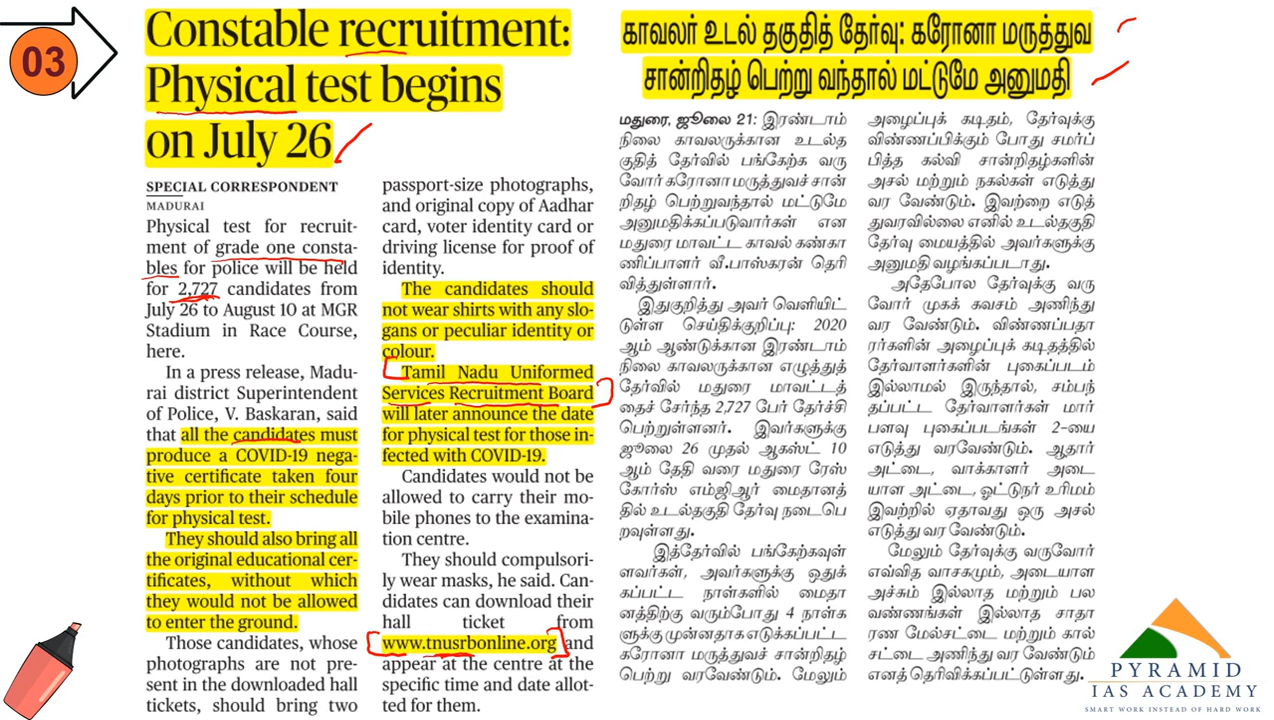 03
Constable recruitment:
Physical test begins
on July 26
SPECIAL CORRESPONDENT
MADURAI
Physical test for recruit-
ment of grade one consta-
bles for police will be held
for 2,727 candidates from
July 26 to August 10 at MGR
Stadium in Race Course,
here.
In a press release, Madu-
rai district Superintendent
of Police, V. Baskaran, said
that all the candidates must
produce a COVID-19 nega-
tive certificate taken four
days prior to their schedule
for physical test.
They should also bring all
the original educational cer-
tificates, without which
they would not be allowed
to enter the ground.
Those candidates, whose
photographs are not pre-
sent in the downloaded hall
tickets, should bring two
passport-size photographs,
and original copy of Aadhar
card, voter identity card or
driving license for proof of
identity.
The candidates should
not wear shirts with any slo-
gans or peculiar identity or
colour.
Tamil Nadu Uniformed
Services Recruitment Board
will later announce the date
for physical test for those in-
fected with COVID-19.
Candidates would not be
allowed to carry their mo-
bile phones to the examina-
tion centre.
They should compulsori-
ly wear masks, he said. Can-
didates can download their
hall ticket from
www.tnusrbonline.org and
appear at the centre at the
specific time and date allot-
ted for them.
காவலர் உடல் தகுதித் தேர்வு: கரோனா மருத்துவ
சான்றிதழ் பெற்று வந்தால் மட்டுமே அனுமதி
மதுரை, ஜூலை 21: இரண்டாம்
நிலை காவலருக்கான உடல்த
குதித் தேர்வில் பங்கேற்க வரு
வோர் கரோனா மருத்துவச் சான்
றிதழ் பெற்றுவந்தால் மட்டுமே
அனுமதிக்கப்படுவார்கள் என
மதுரை மாவட்ட காவல் கண்கா
ணிப்பாளர் வீ.பாஸ்கரன் தெரி
வித்துள்ளார்.
இதுகுறித்து அவர் வெளியிட்
டுள்ள செய்திக்குறிப்பு: 2020
ஆம் ஆண்டுக்கான இரண்டாம்
நிலை காவலருக்கான எழுத்துத்
தேர்வில் மதுரை மாவட்டத்
தைச் சேர்ந்த 2,727 பேர் தேர்ச்சி
பெற்றுள்ளனர். இவர்களுக்கு
ஜூலை 26 முதல் ஆகஸ்ட் 10
ஆம் தேதி வரை மதுரை ரேஸ்
கோர்ஸ் எம்ஜிஆர் மைதானத்
தில் உடல்தகுதி தேர்வு நடைபெ
றவுள்ளது.
இத்தேர்வில் பங்கேற்கவுள்
ளவர்கள், அவர்களுக்கு ஒதுக்
கப்பட்ட நாள்களில் மைதா
னத்திற்கு வரும்போது 4 நாள்க
ளுக்கு முன்னதாக எடுக்கப்பட்ட
கரோனா மருத்துவச் சான்றிதழ்
பெற்று வரவேண்டும். மேலும்
அழைப்புக் கடிதம், தேர்வுக்கு
விண்ணப்பிக்கும் போது சமர்ப்
பித்த கல்வி சான்றிதழ்களின்
அசல் மற்றும் நகல்கள் எடுத்து
வர வேண்டும். இவற்றை எடுத்
துவரவில்லை எனில் உடல்தகுதி
தேர்வு மையத்தில் அவர்களுக்கு
அனுமதி வழங்கப்படாது.
அதேபோல தேர்வுக்கு வரு
வோர் முகக் கவசம் அணிந்து
வர வேண்டும். விண்ணப்பதா
ரர்களின் அழைப்புக் கடிதத்தில்
தேர்வாளர்களின் புகைப்படம்
இல்லாமல் இருந்தால், சம்பந்
தப்பட்ட தேர்வாளர்கள் மார்
பளவு புகைப்படங்கள் 2-யை
எடுத்து வரவேண்டும். ஆதார்
அட்டை, வாக்காளர் அடை
யாள அட்டை, ஓட்டுநர் உரிமம்
இவற்றில் ஏதாவது ஒரு அசல்
எடுத்து வர வேண்டும்.
மேலும் தேர்வுக்கு வருவோர்
எவ்வித வாசகமும், அடையாள
அச்சும் இல்லாத மற்றும் பல
வண்ணங்கள் இல்லாத சாதா
ரண மேல்சட்டை மற்றும் கால்
சட்டை அணிந்து வர வேண்டும்
எனத் தெரிவிக்கப்பட்டுள்ளது.
PYRAMID
IAS ACADEMY
SMART WORK INSTEAD OF HARD WORK